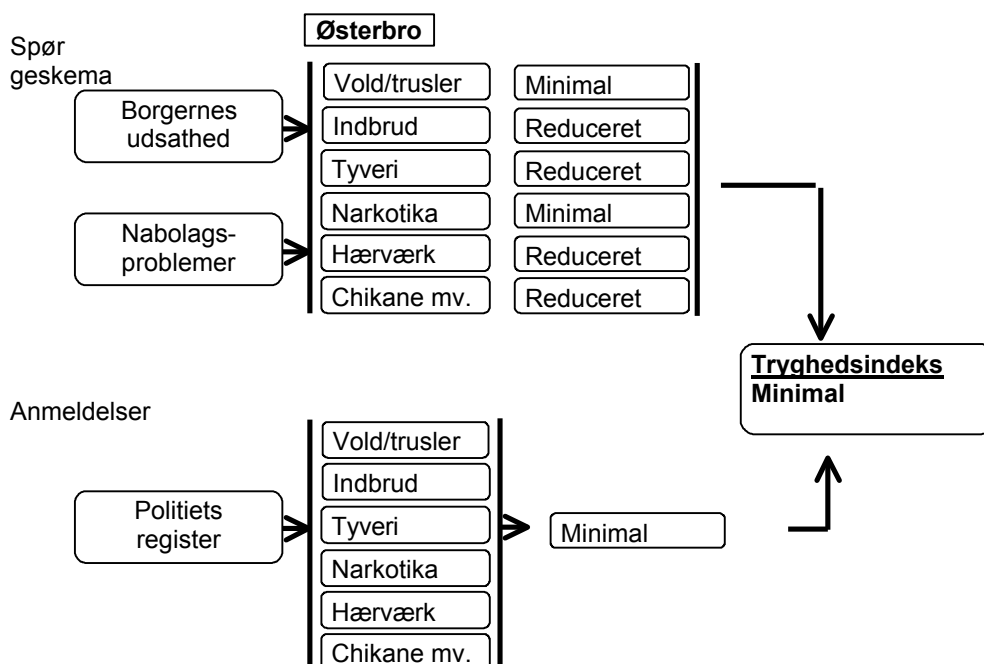 Østerbro
Spør
geskema
Borgernes
udsathed
Nabolags-
problemer
Vold/trusler
Minimal
Indbrud
Reduceret
Tyveri
Reduceret
Narkotika
Minimal
Hærværk
Reduceret
Chikane mv.
Reduceret
Tryghedsindeks
Minimal
Anmeldelser
Politiets
register
Vold/trusler
Indbrud
Tyveri
Narkotika
Hærværk
Chikane mv.
Minimal